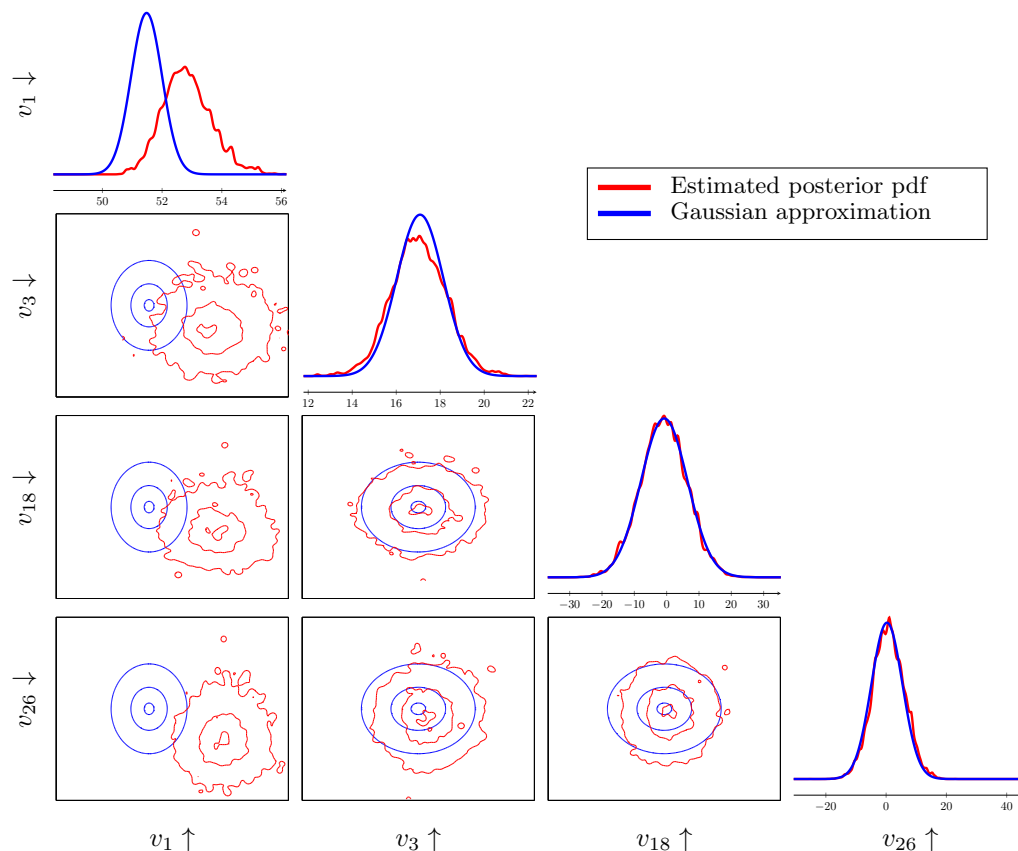 v1 →
50 52 54 56
Estimated posterior pdf
Gaussian approximation
v3 →
12 14 16 18 20 22
v18 →
−30 −20 −10 0 10 20 30
v26 →
−20 0 20 40
v1 ↑ v3 ↑ v18 ↑ v26 ↑